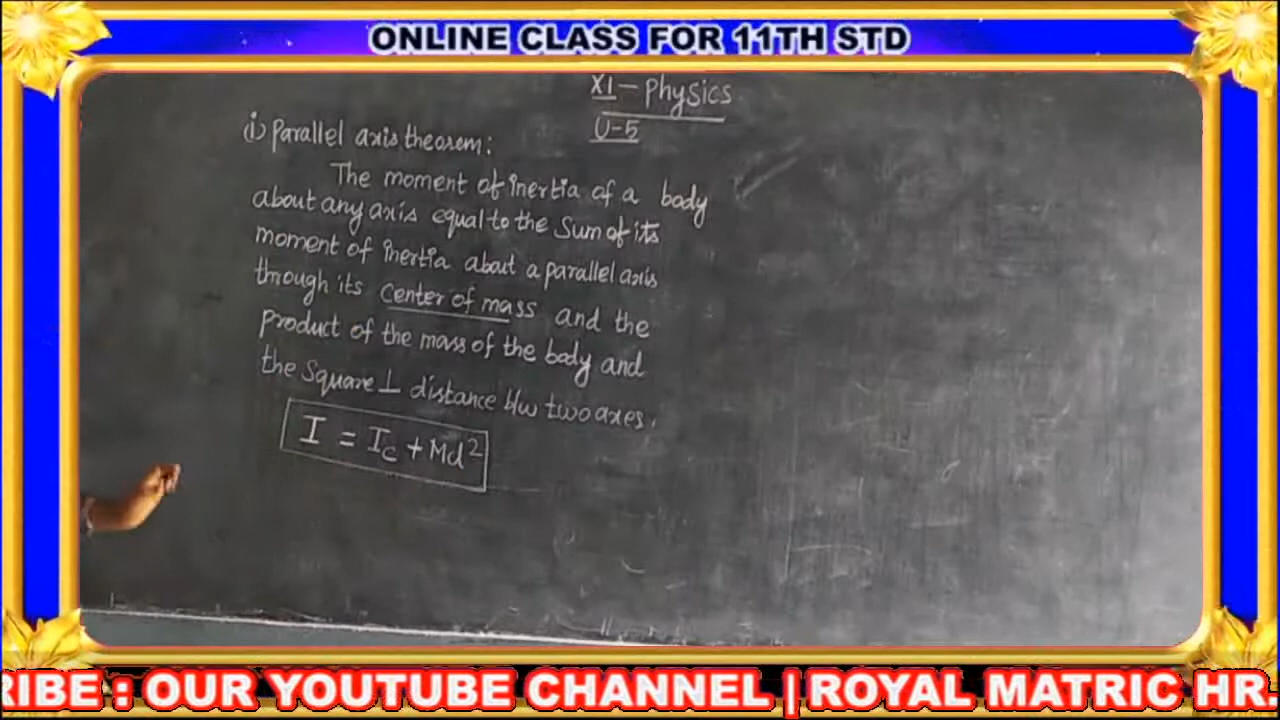 ONLINE CLASS FOR 11TH STD
XI - Physics
U-5
(i) Parallel axis theorem:
The moment of inertia of a body
about any axis equal to the Sum of its
moment of inertia about a parallel axis
through its Center of mass and the
Product of the mass of the body and
the Square ⊥ distance b/w two axes.
I = I_C + Md²
RIBE : OUR YOUTUBE CHANNEL | ROYAL MATRIC HR.